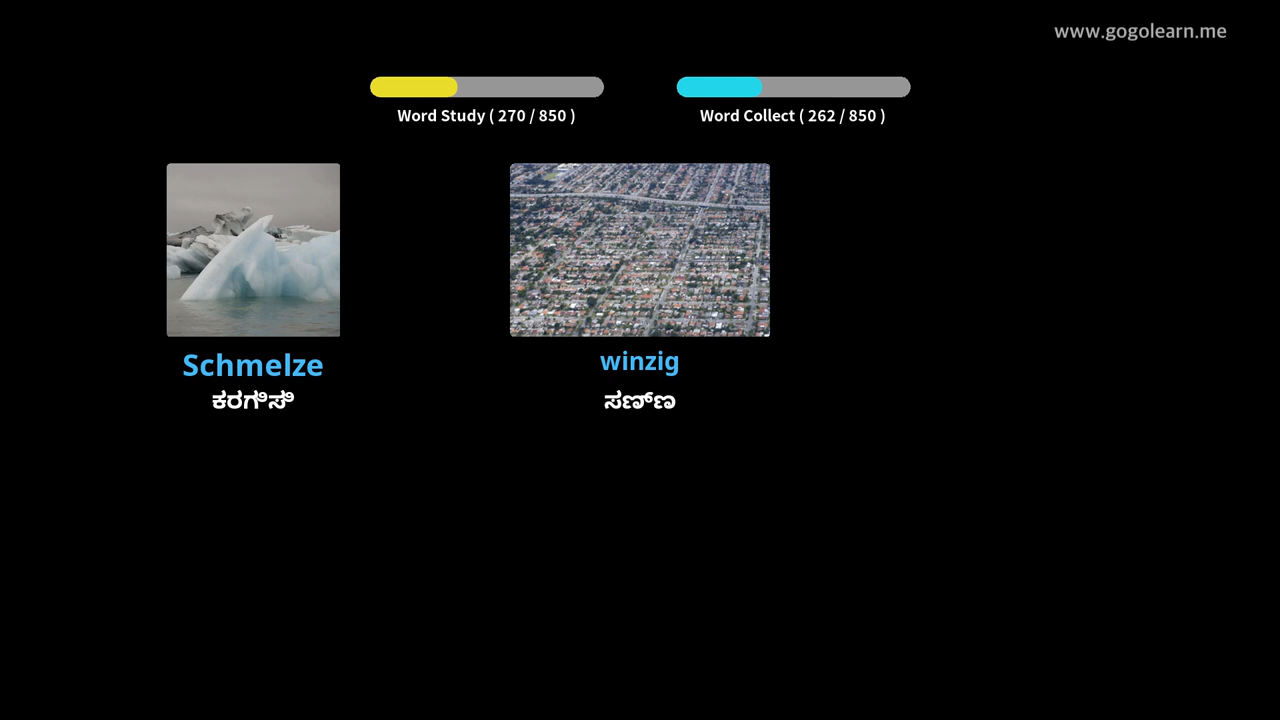 www.gogolearn.me
Word Study ( 270 / 850 )
Word Collect ( 262 / 850 )
Schmelze
ಕರಗಿಸಿ
winzig
ಸಣ್ಣ